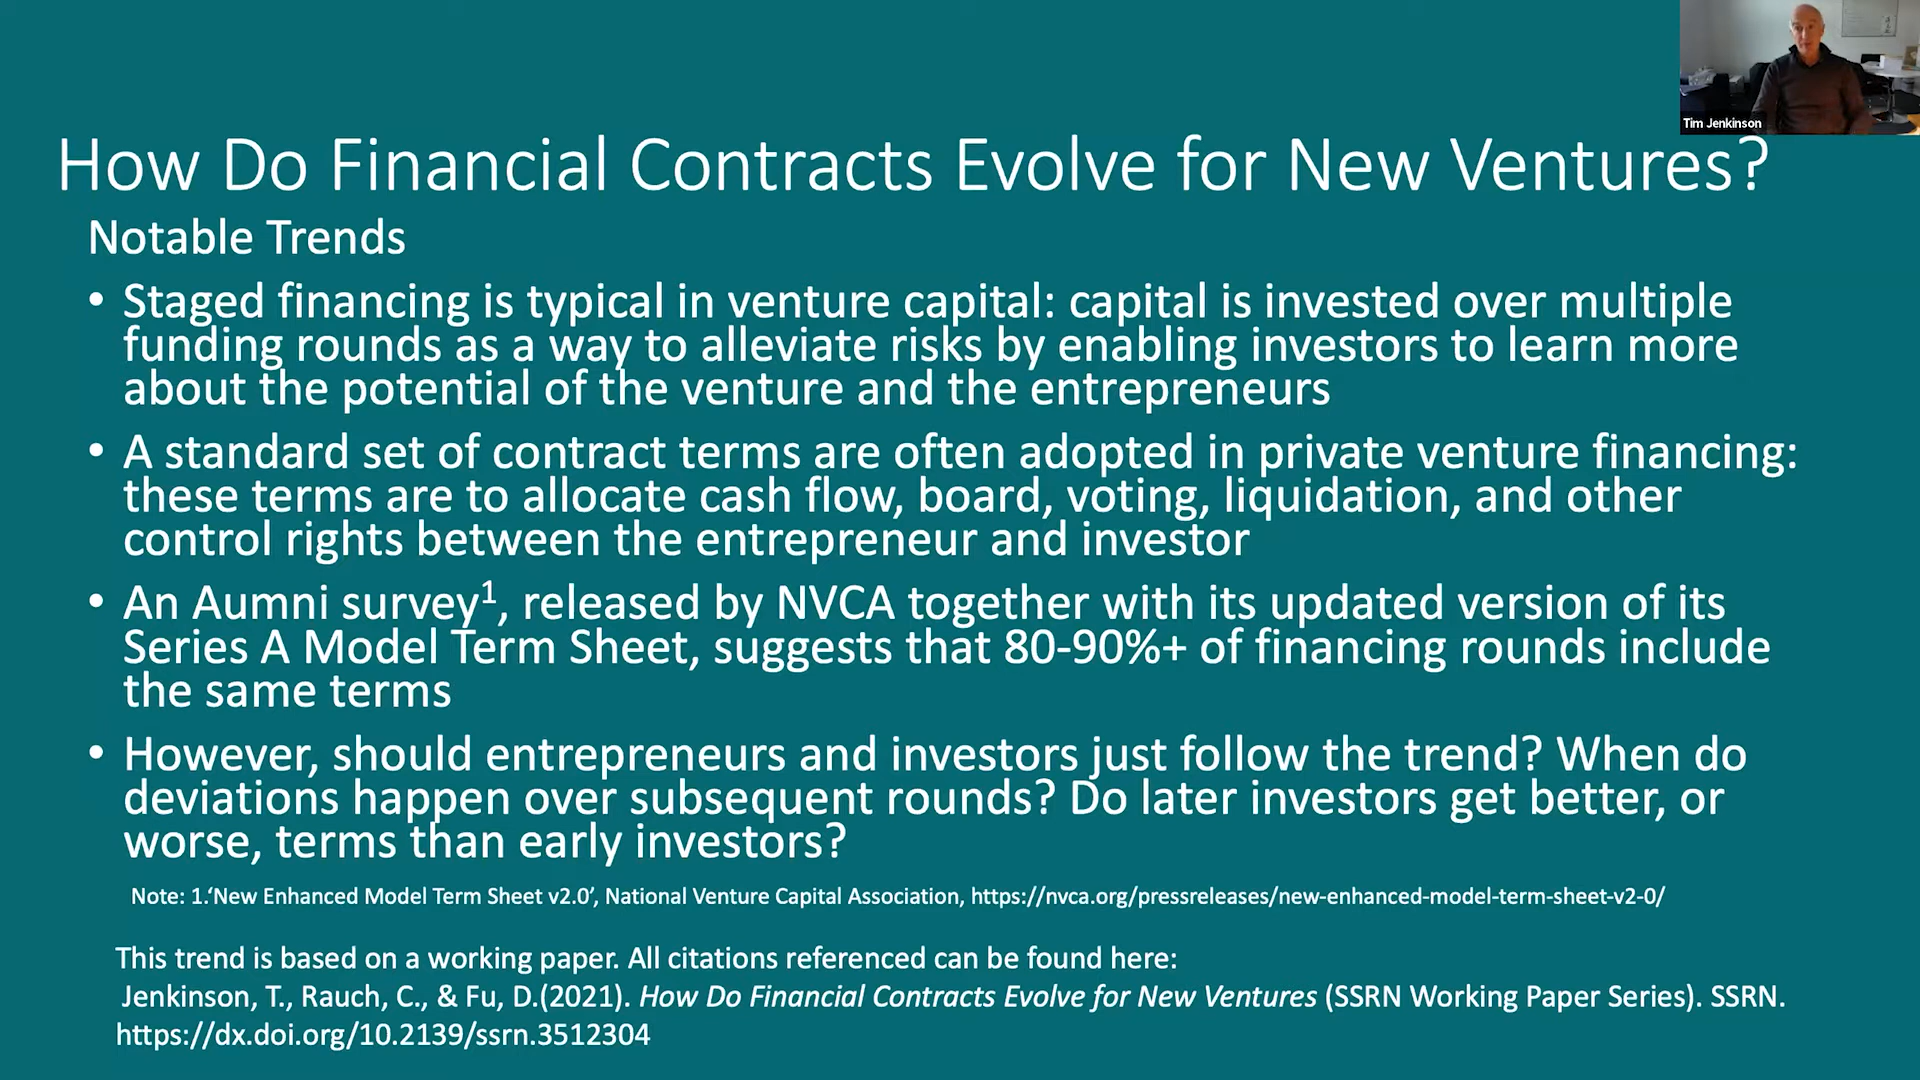 Tim Jenkinson
How Do Financial Contracts Evolve for New Ventures?
Notable Trends
• Staged financing is typical in venture capital: capital is invested over multiple
funding rounds as a way to alleviate risks by enabling investors to learn more
about the potential of the venture and the entrepreneurs
• A standard set of contract terms are often adopted in private venture financing:
these terms are to allocate cash flow, board, voting, liquidation, and other
control rights between the entrepreneur and investor
• An Aumni survey¹, released by NVCA together with its updated version of its
Series A Model Term Sheet, suggests that 80-90%+ of financing rounds include
the same terms
• However, should entrepreneurs and investors just follow the trend? When do
deviations happen over subsequent rounds? Do later investors get better, or
worse, terms than early investors?
Note: 1.‘New Enhanced Model Term Sheet v2.0’, National Venture Capital Association, https://nvca.org/pressreleases/new-enhanced-model-term-sheet-v2-0/
This trend is based on a working paper. All citations referenced can be found here:
Jenkinson, T., Rauch, C., & Fu, D.(2021). How Do Financial Contracts Evolve for New Ventures (SSRN Working Paper Series). SSRN.
https://dx.doi.org/10.2139/ssrn.3512304